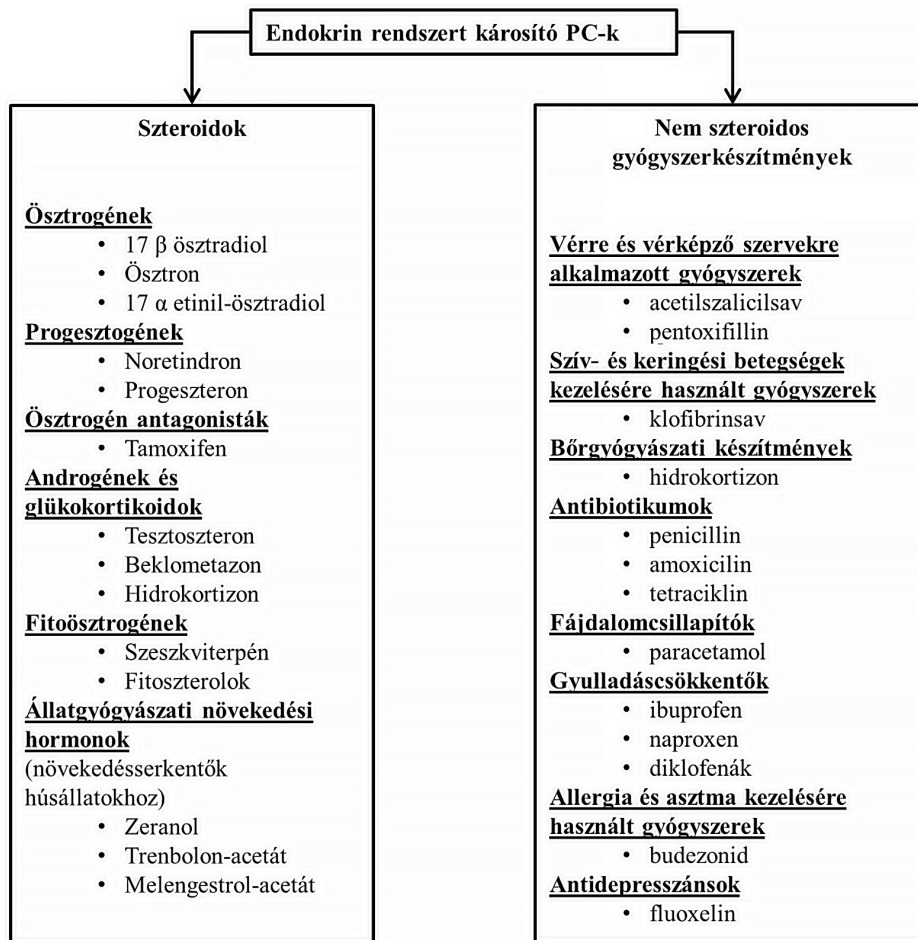 Endokrin rendszert károsító PC-k
Szteroidok
Ösztrogének
• 17 β ösztradiol
• Ösztron
• 17 α etinil-ösztradiol
Progesztogének
• Noretindron
• Progeszteron
Ösztrogén antagonisták
• Tamoxifen
Androgének és
glükokortikoidok
• Tesztoszteron
• Beklometazon
• Hidrokortizon
Fitoösztrogének
• Szeszkviterpén
• Fitoszterolok
Állatgyógyászati növekedési
hormonok
(növekedésserkentők
húsállatokhoz)
• Zeranol
• Trenbolon-acetát
• Melengestrol-acetát
Nem szteroidos
gyógyszerkészítmények
Vérre és vérképző szervekre
alkalmazott gyógyszerek
• acetilszalicilsav
• pentoxifillin
Szív- és keringési betegségek
kezelésére használt gyógyszerek
• klofibrinsav
Bőrgyógyászati készítmények
• hidrokortizon
Antibiotikumok
• penicillin
• amoxicilin
• tetraciklin
Fájdalomcsillapítók
• paracetamol
Gyulladáscsökkentők
• ibuprofen
• naproxen
• diklofenák
Allergia és asztma kezelésére
használt gyógyszerek
• budezonid
Antidepresszánsok
• fluoxelin